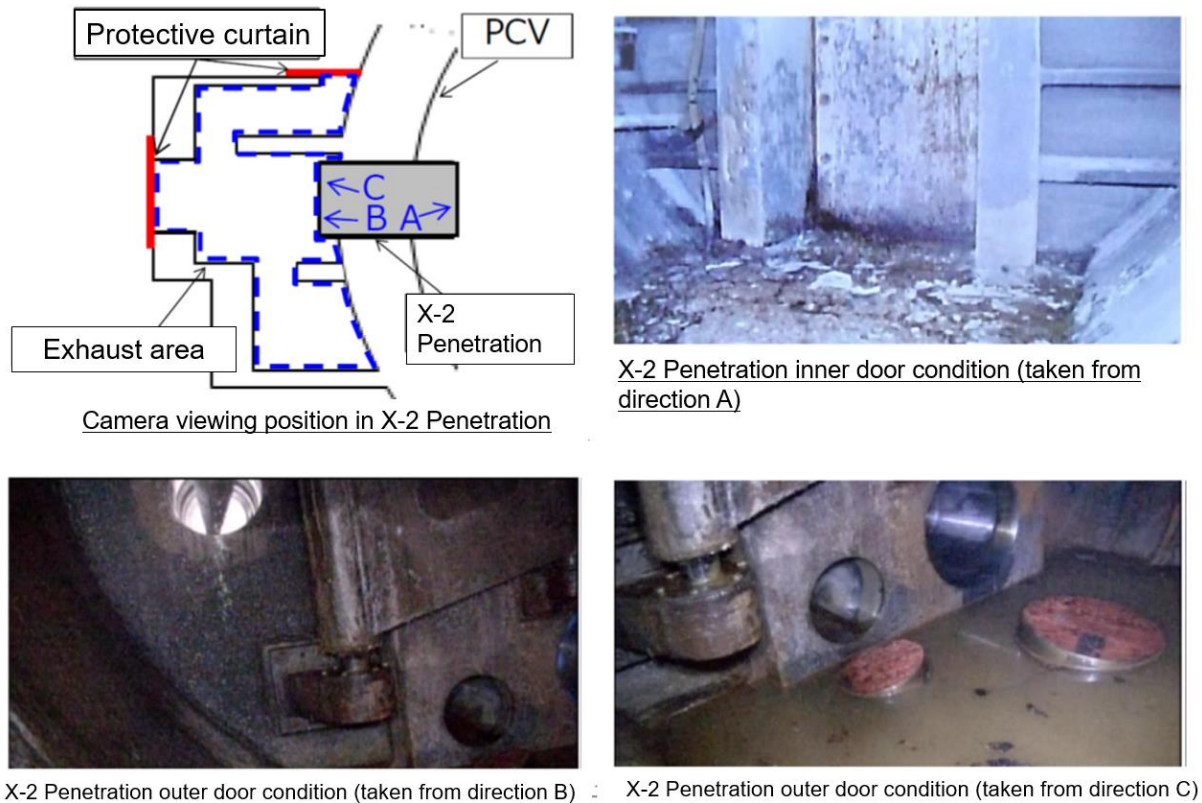 Protective curtain
PCV
C
B A
X-2
Penetration
Exhaust area
Camera viewing position in X-2 Penetration
X-2 Penetration inner door condition (taken from
direction A)
X-2 Penetration outer door condition (taken from direction B)
X-2 Penetration outer door condition (taken from direction C)